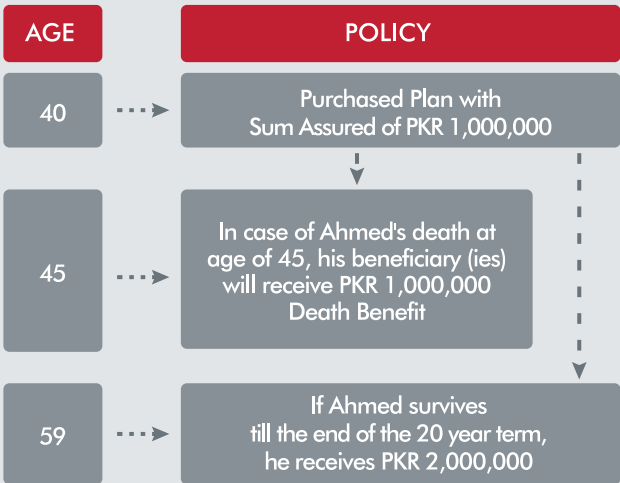 AGE
POLICY
40
Purchased Plan with
Sum Assured of PKR 1,000,000
45
In case of Ahmed's death at
age of 45, his beneficiary (ies)
will receive PKR 1,000,000
Death Benefit
59
If Ahmed survives
till the end of the 20 year term,
he receives PKR 2,000,000